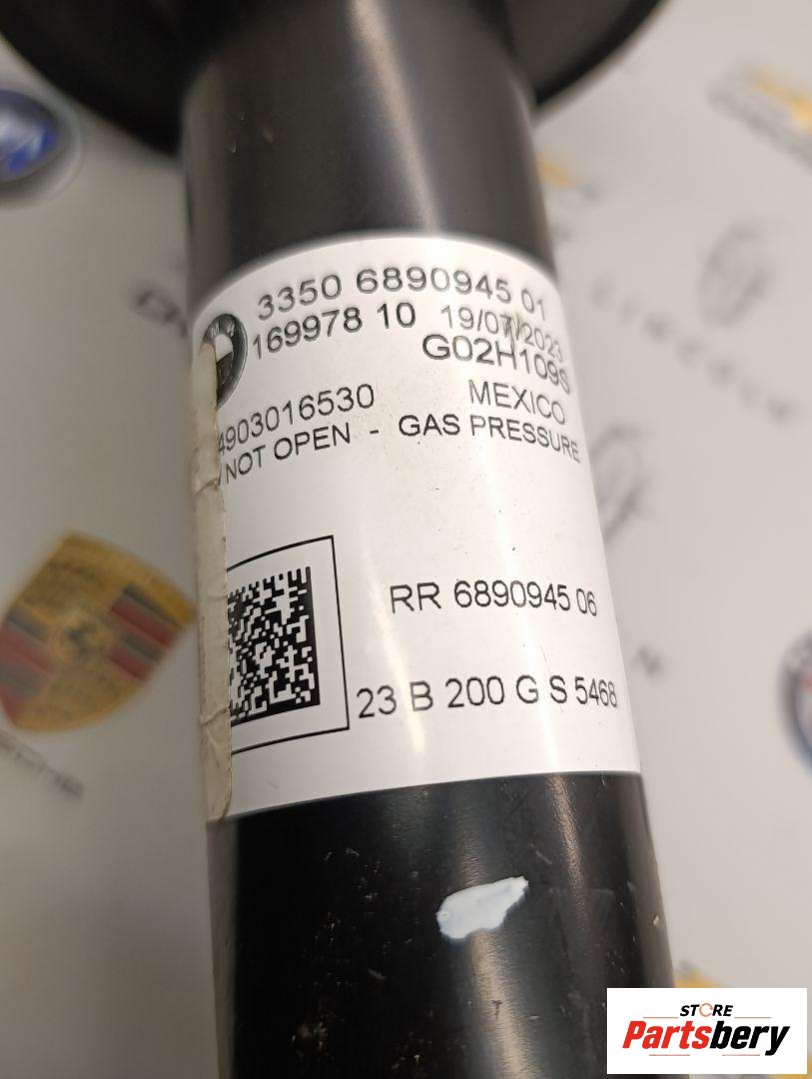 3350 6890945 01
169978 10 19/07/2023
G02H109S
4903016530 MEXICO
NOT OPEN - GAS PRESSURE
RR 6890945 06
23 B 200 G S 5468
STORE
Partsbery